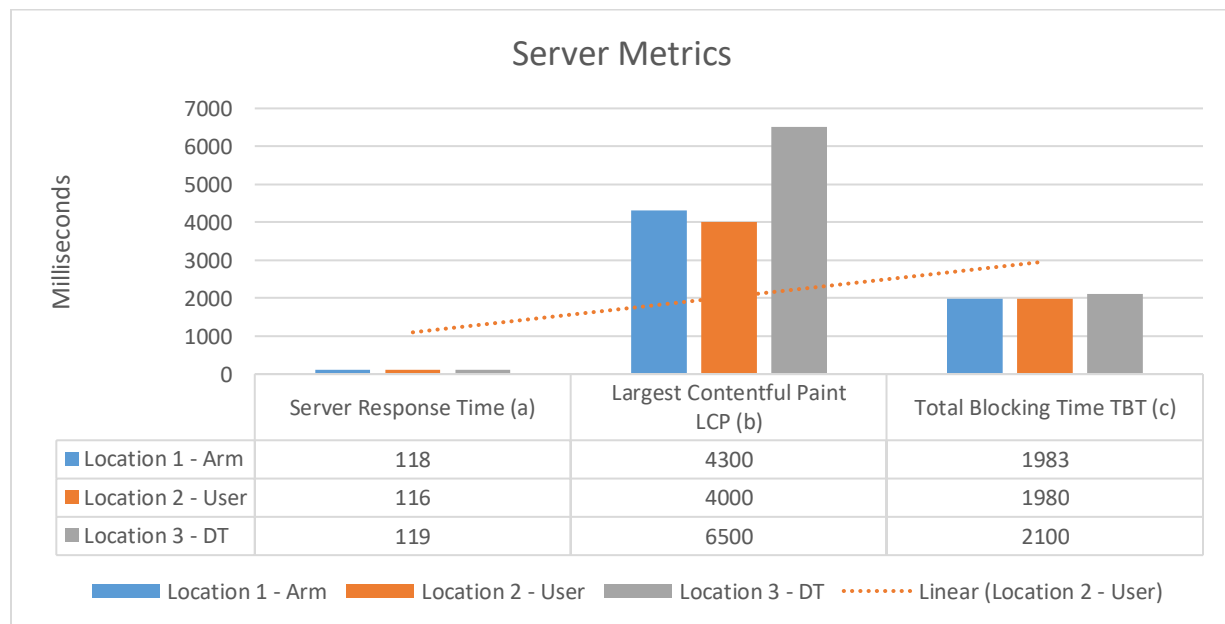 Server Metrics
Milliseconds
7000
6000
5000
4000
3000
2000
1000
0
Server Response Time (a)
Largest Contentful Paint
LCP (b)
Total Blocking Time TBT (c)
Location 1 - Arm 118 4300 1983
Location 2 - User 116 4000 1980
Location 3 - DT 119 6500 2100
Location 1 - Arm Location 2 - User Location 3 - DT Linear (Location 2 - User)